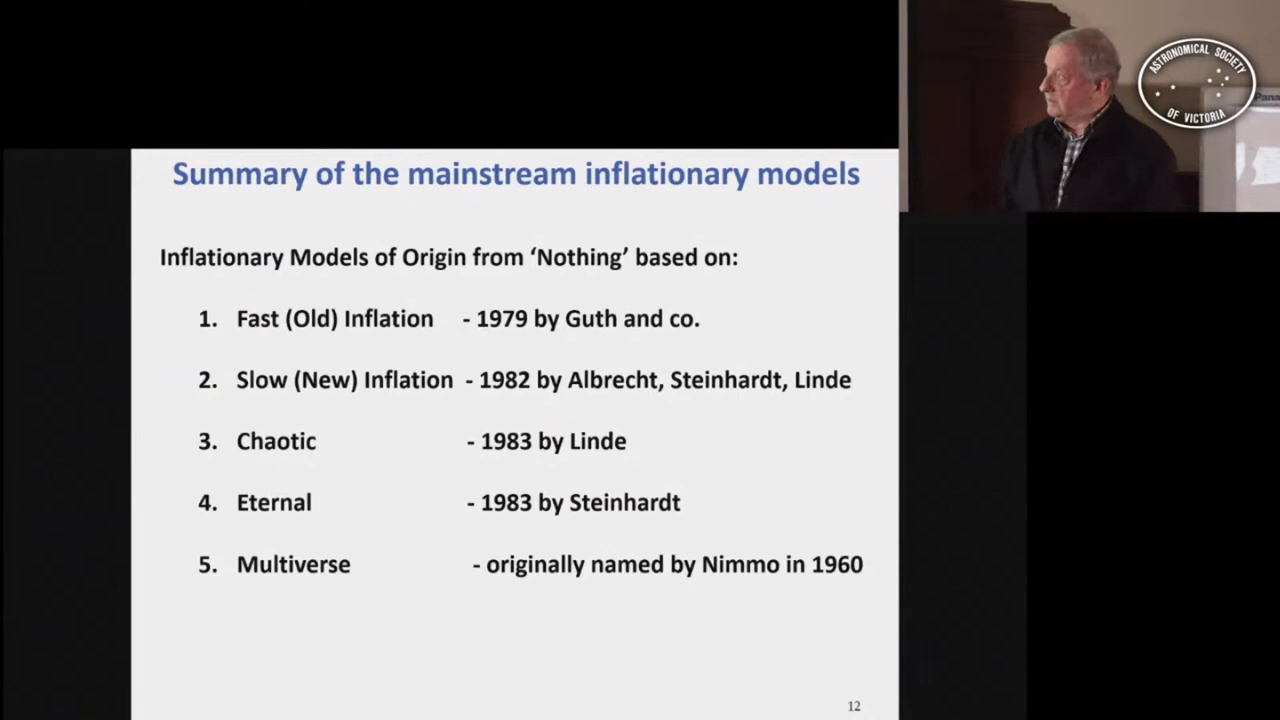 Summary of the mainstream inflationary models
Inflationary Models of Origin from ‘Nothing’ based on:
1. Fast (Old) Inflation - 1979 by Guth and co.
2. Slow (New) Inflation - 1982 by Albrecht, Steinhardt, Linde
3. Chaotic - 1983 by Linde
4. Eternal - 1983 by Steinhardt
5. Multiverse - originally named by Nimmo in 1960
12
ASTRONOMICAL SOCIETY
OF VICTORIA
Pana